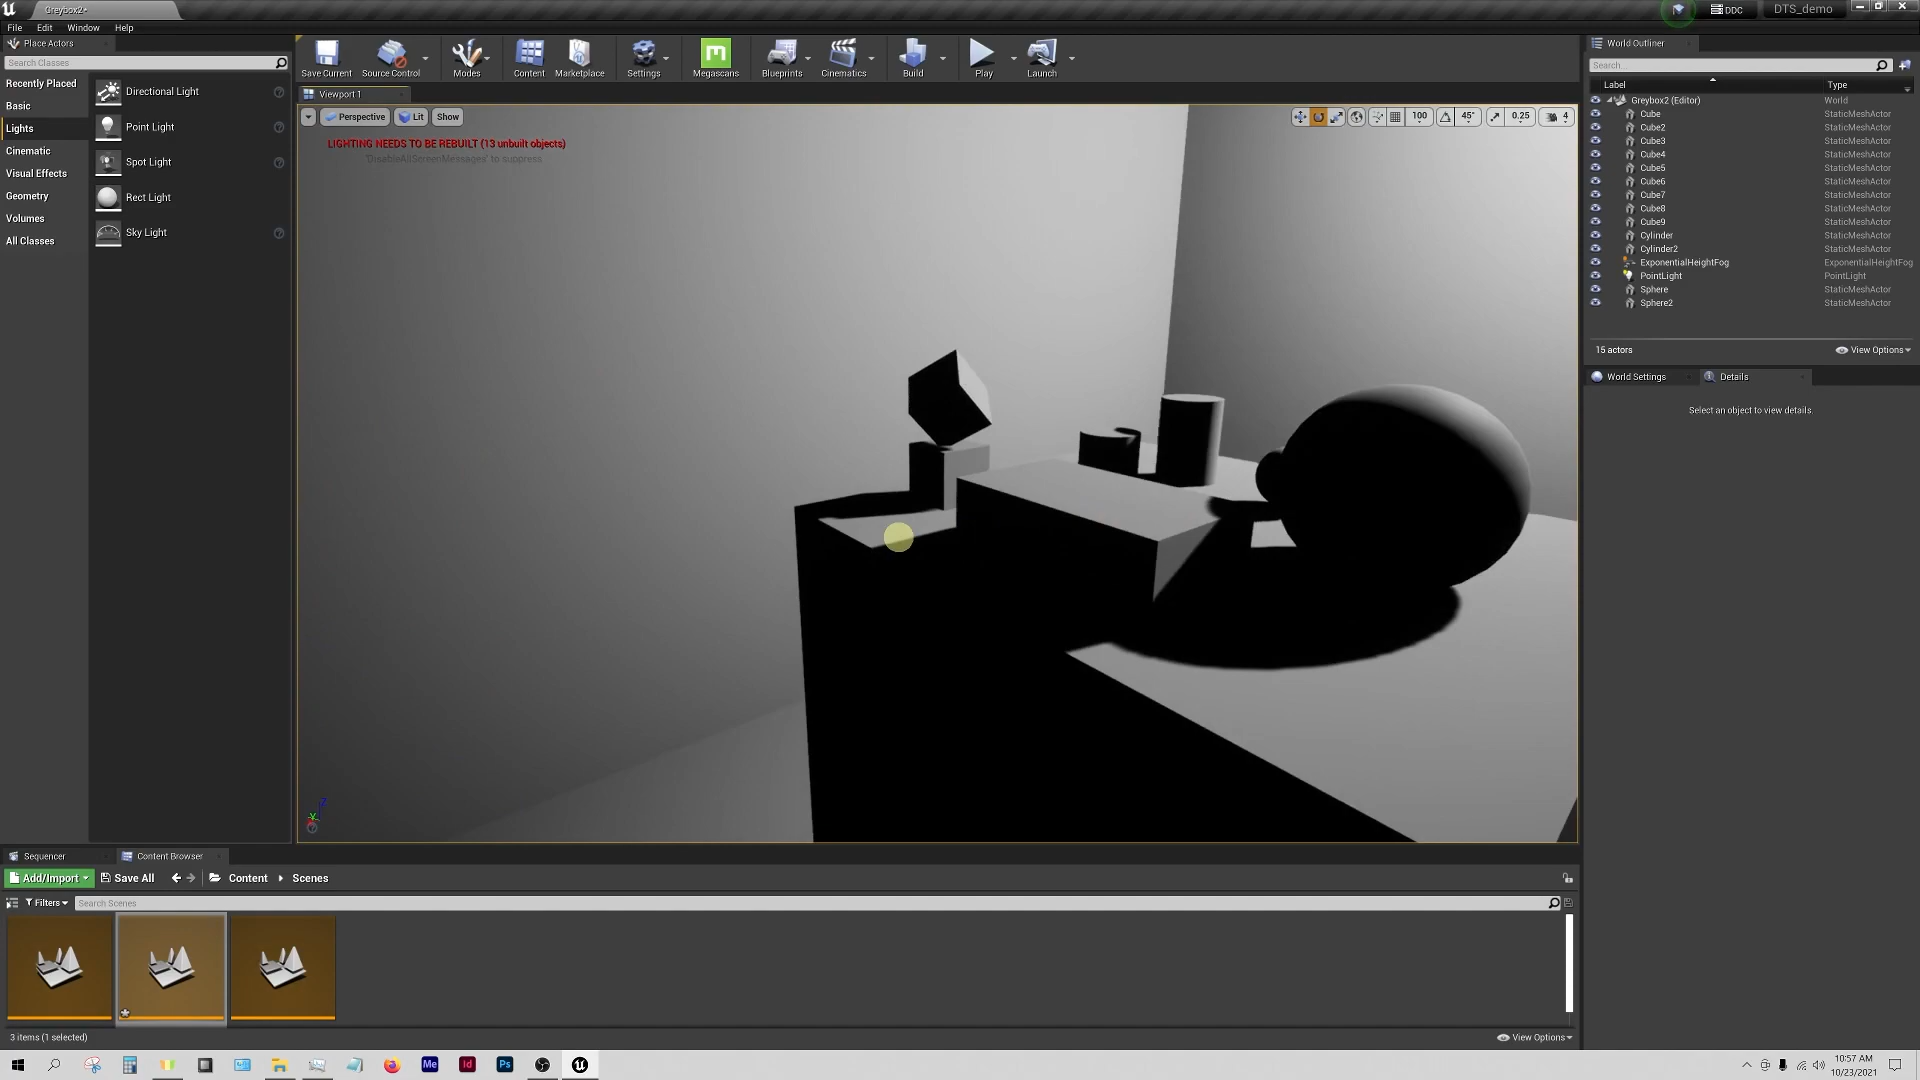 Greybox2•
DDC
DTS_demo
File
Edit
Window
Help
Place Actors
Search Classes
Recently Placed
Basic
Lights
Cinematic
Visual Effects
Geometry
Volumes
All Classes
Directional Light
Point Light
Spot Light
Rect Light
Sky Light
Save Current
Source Control
Modes
Content
Marketplace
Settings
Megascans
Blueprints
Cinematics
Build
Play
Launch
Viewport 1
Perspective
Lit
Show
100
45°
0.25
4
LIGHTING NEEDS TO BE REBUILT (13 unbuilt objects)
'DisableAllScreenMessages' to suppress
World Outliner
Search...
Label
Type
Greybox2 (Editor) World
Cube StaticMeshActor
Cube2 StaticMeshActor
Cube3 StaticMeshActor
Cube4 StaticMeshActor
Cube5 StaticMeshActor
Cube6 StaticMeshActor
Cube7 StaticMeshActor
Cube8 StaticMeshActor
Cube9 StaticMeshActor
Cylinder StaticMeshActor
Cylinder2 StaticMeshActor
ExponentialHeightFog ExponentialHeightFog
PointLight PointLight
Sphere StaticMeshActor
Sphere2 StaticMeshActor
15 actors
View Options
World Settings
Details
Select an object to view details.
Sequencer
Content Browser
Add/Import
Save All
Content
Scenes
Filters
Search Scenes
3 items (1 selected)
View Options
Me
Id
Ps
10:57 AM
10/23/2021